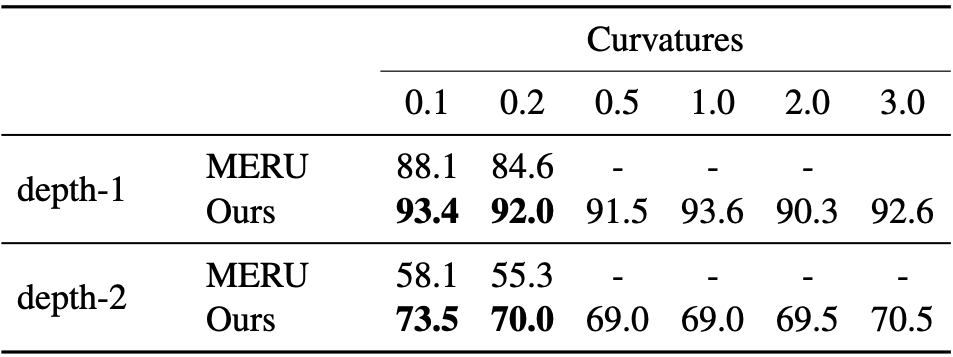 Curvatures
0.1 0.2 0.5 1.0 2.0 3.0
depth-1 MERU 88.1 84.6 - - -
Ours 93.4 92.0 91.5 93.6 90.3 92.6
depth-2 MERU 58.1 55.3 - - - -
Ours 73.5 70.0 69.0 69.0 69.5 70.5